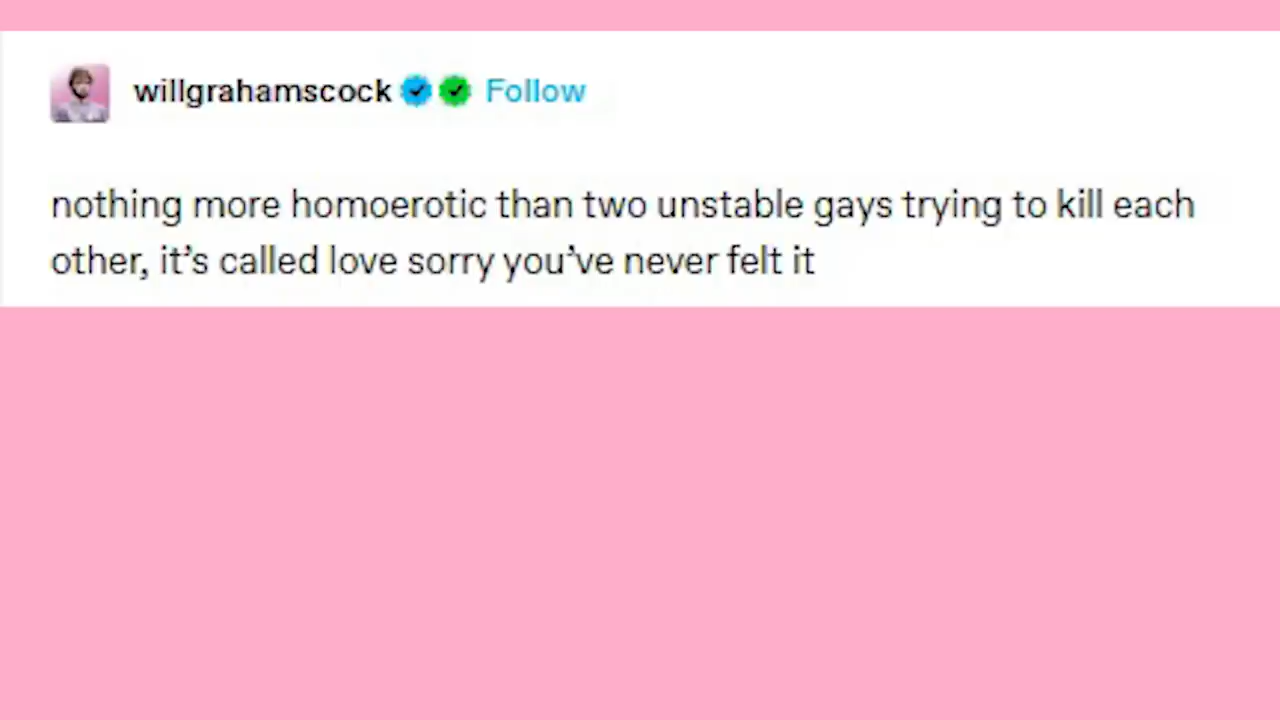 willgrahamscock Follow
nothing more homoerotic than two unstable gays trying to kill each
other, it’s called love sorry you’ve never felt it